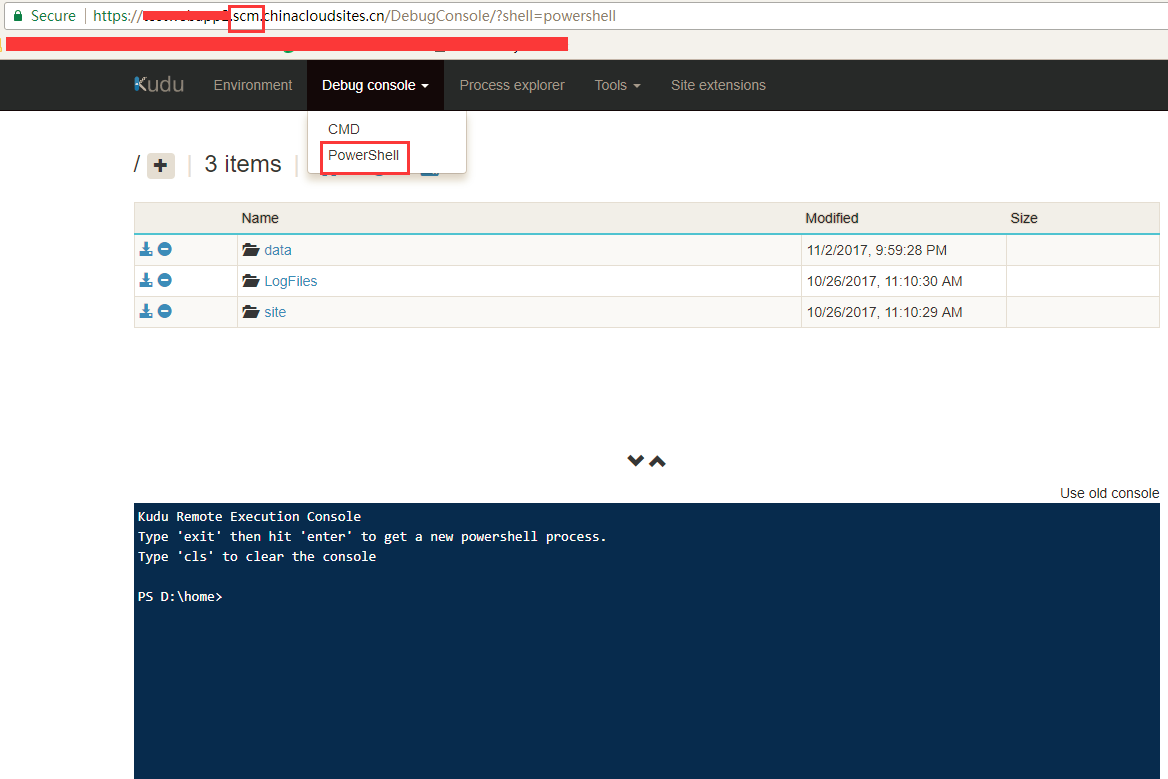 Secure https:// .scm.chinacloudsites.cn/DebugConsole/?shell=powershell
Kudu Environment Debug console Process explorer Tools Site extensions
CMD
PowerShell
/ 3 items
Name Modified Size
data 11/2/2017, 9:59:28 PM
LogFiles 10/26/2017, 11:10:30 AM
site 10/26/2017, 11:10:29 AM
Use old console
Kudu Remote Execution Console
Type 'exit' then hit 'enter' to get a new powershell process.
Type 'cls' to clear the console
PS D:\home>